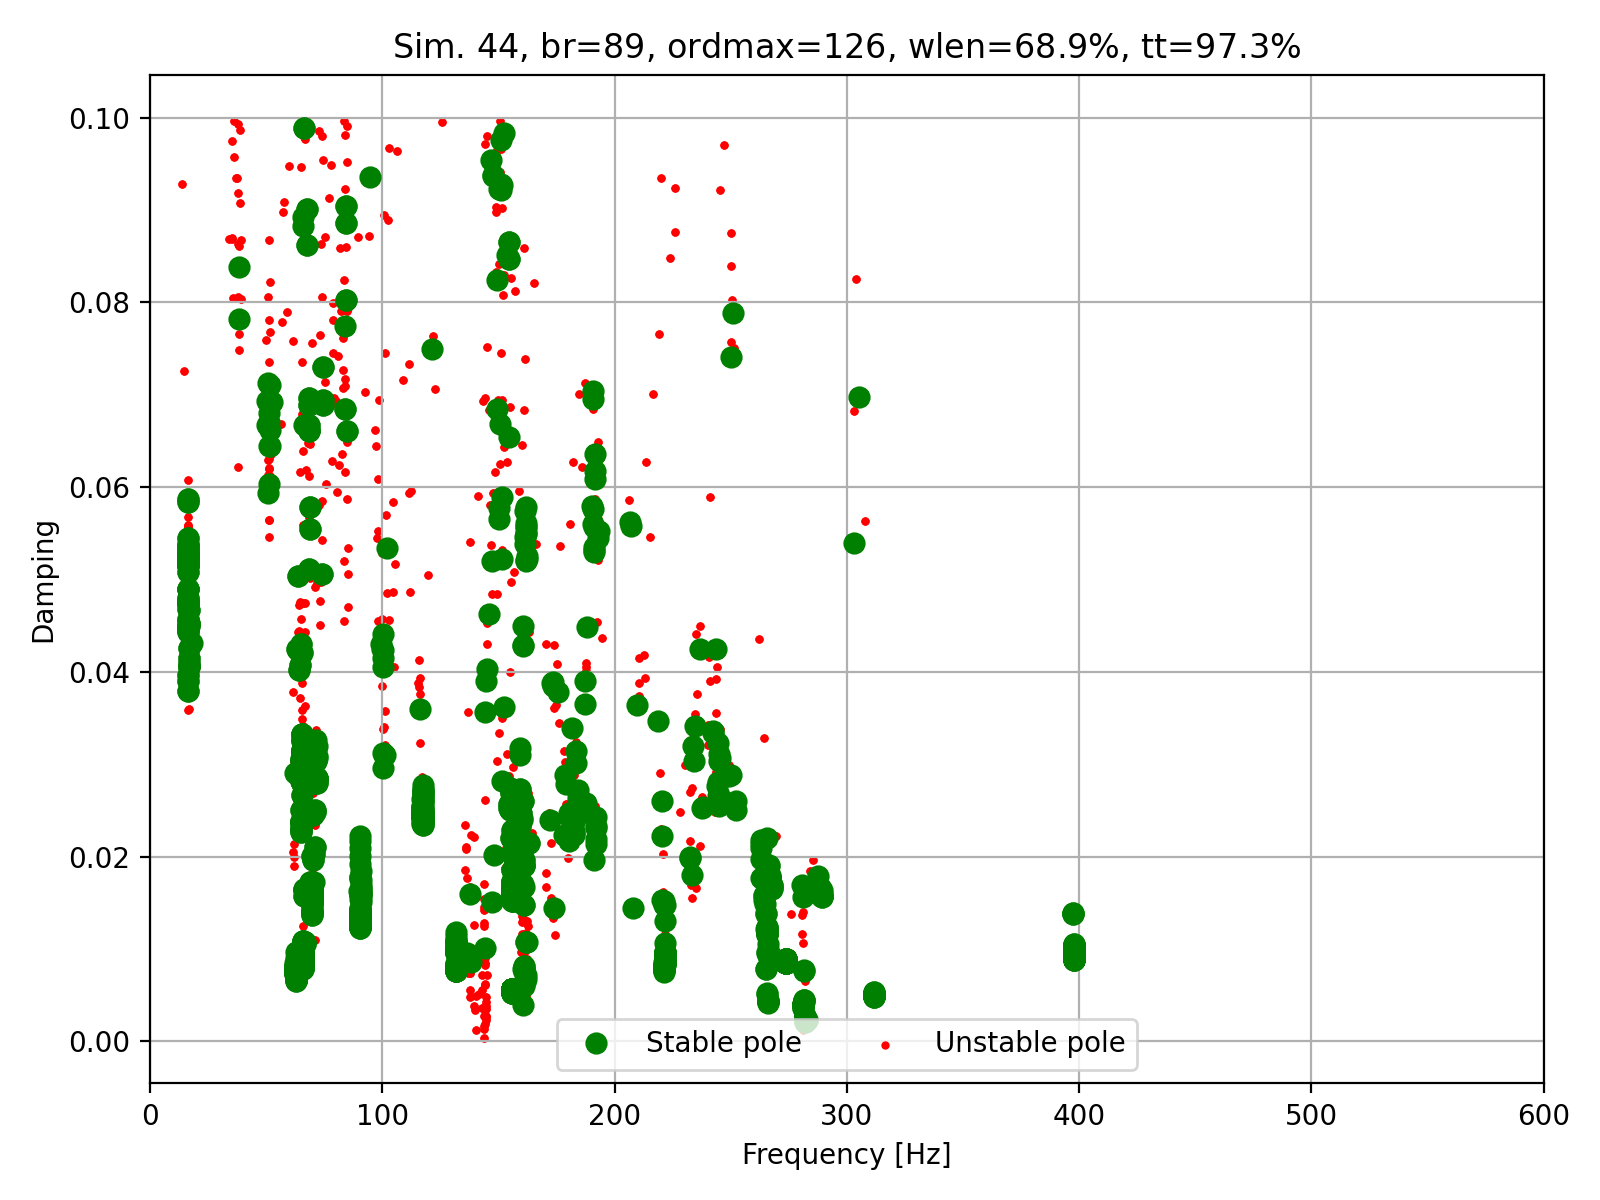 Sim. 44, br=89, ordmax=126, wlen=68.9%, tt=97.3%
0.10
0.08
0.06
0.04
0.02
0.00
Damping
Stable pole
Unstable pole
0
100
200
300
400
500
600
Frequency [Hz]